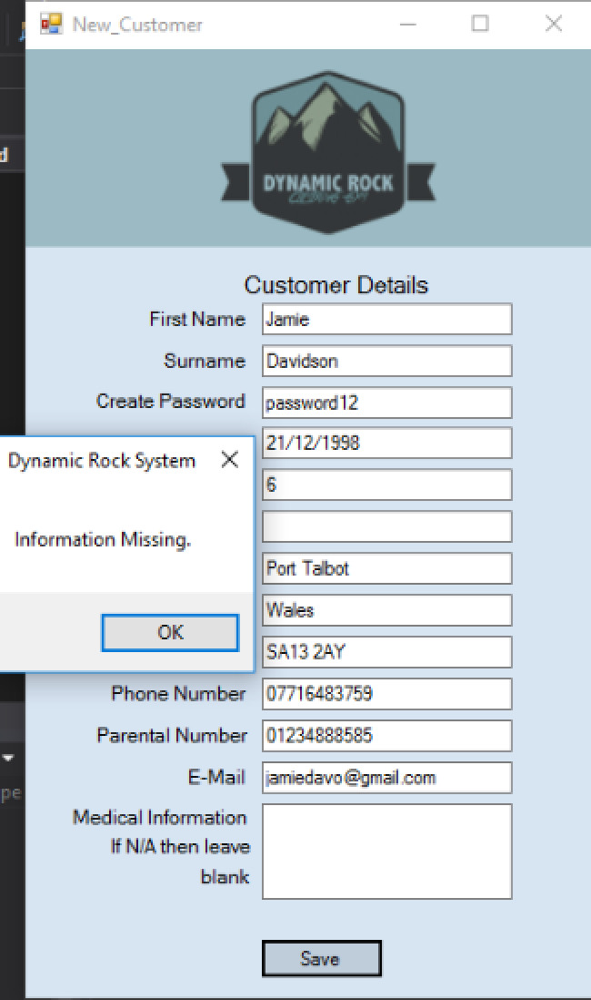 New_Customer
d
DYNAMIC ROCK
Customer Details
First Name Jamie
Surname Davidson
Create Password password12
21/12/1998
Dynamic Rock System
6
Information Missing.
Port Talbot
Wales
OK
SA13 2AY
Phone Number 07716483759
Parental Number 01234888585
E-Mail jamiedavo@gmail.com
pe
Medical Information
If N/A then leave
blank
Save